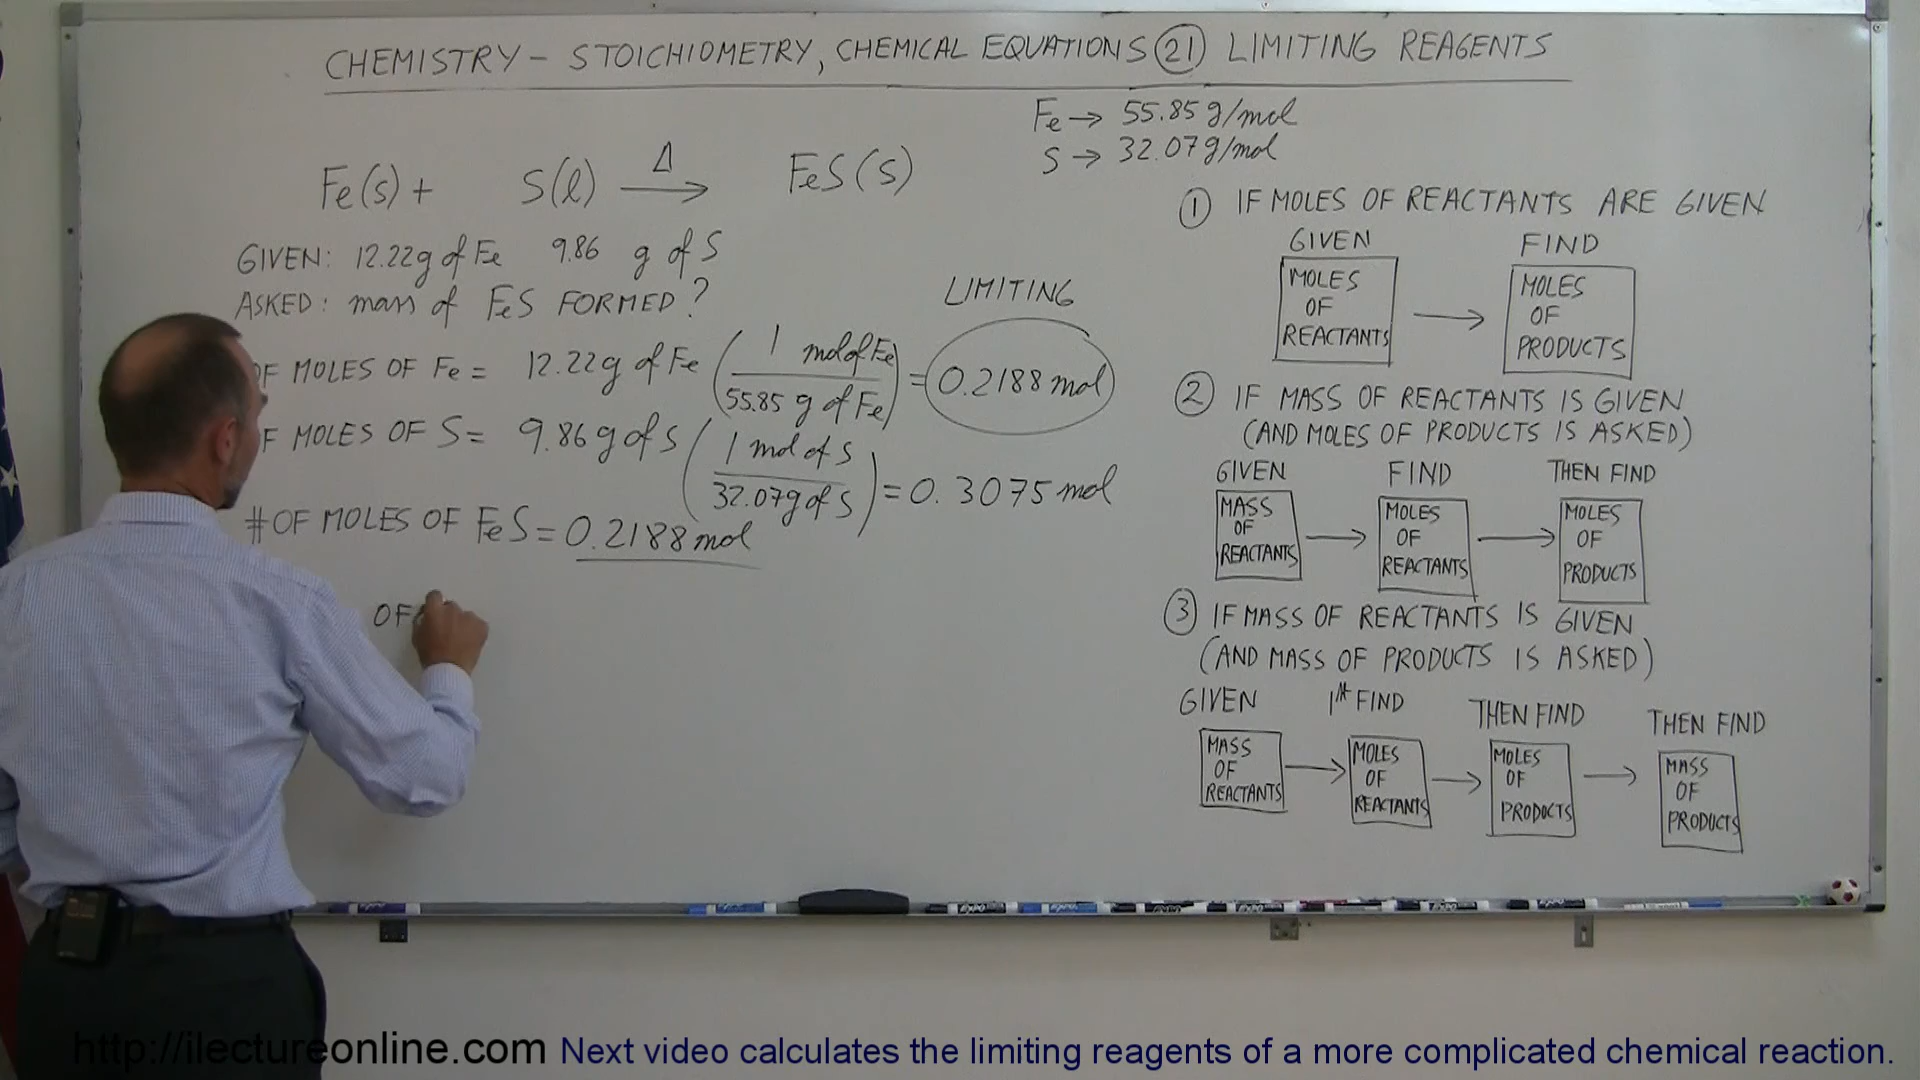 CHEMISTRY – STOICHIOMETRY, CHEMICAL EQUATIONS 21 LIMITING REAGENTS
Fe → 55.85 g/mol
S → 32.07 g/mol
Fe(s) + S(l) →Δ FeS(s)
GIVEN: 12.22g of Fe 9.86 g of S
ASKED: mass of FeS FORMED?
LIMITING
OF MOLES OF Fe = 12.22g of Fe (1 mol of Fe / 55.85 g of Fe) = 0.2188 mol
F MOLES OF S = 9.86g of S (1 mol of S / 32.07g of S) = 0.3075 mol
# OF MOLES OF FeS = 0.2188 mol
OF
1 IF MOLES OF REACTANTS ARE GIVEN
GIVEN FIND
MOLES OF REACTANTS → MOLES OF PRODUCTS
2 IF MASS OF REACTANTS IS GIVEN
(AND MOLES OF PRODUCTS IS ASKED)
GIVEN FIND THEN FIND
MASS OF REACTANTS → MOLES OF REACTANTS → MOLES OF PRODUCTS
3 IF MASS OF REACTANTS IS GIVEN
(AND MASS OF PRODUCTS IS ASKED)
GIVEN 1st FIND THEN FIND THEN FIND
MASS OF REACTANTS → MOLES OF REACTANTS → MOLES OF PRODUCTS → MASS OF PRODUCTS
http://ilectureonline.com Next video calculates the limiting reagents of a more complicated chemical reaction.